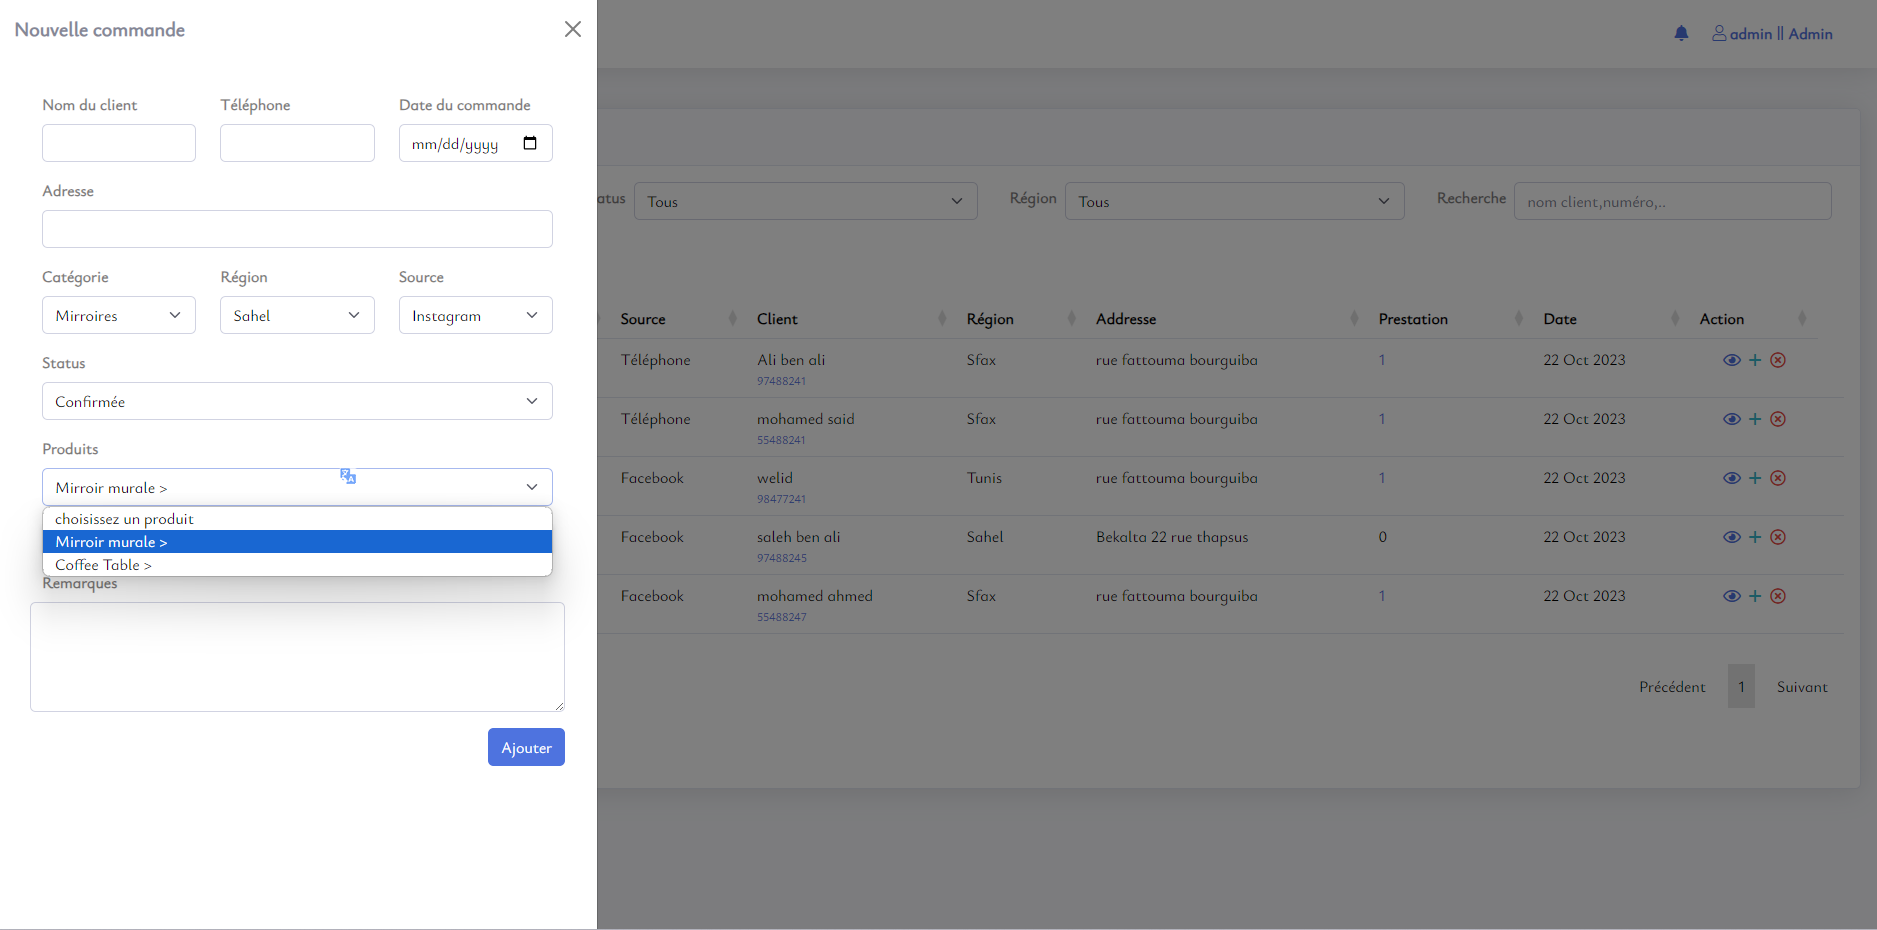 Nouvelle commande
admin || Admin
Nom du client
Téléphone
Date du commande
mm/dd/yyyy
Adresse
Catégorie
Région
Source
Mirroires
Sahel
Instagram
Status
Confirmée
Produits
Mirroir murale >
choisissez un produit
Mirroir murale >
Coffee Table >
Remarques
Ajouter
atus
Tous
Région
Tous
Recherche
nom client,numéro,..
Source Client Région Addresse Prestation Date Action
Téléphone Ali ben ali Sfax rue fattouma bourguiba 1 22 Oct 2023
97488241
Téléphone mohamed said Sfax rue fattouma bourguiba 1 22 Oct 2023
55488241
Facebook welid Tunis rue fattouma bourguiba 1 22 Oct 2023
98477241
Facebook saleh ben ali Sahel Bekalta 22 rue thapsus 0 22 Oct 2023
97488245
Facebook mohamed ahmed Sfax rue fattouma bourguiba 1 22 Oct 2023
55488247
Précédent 1 Suivant